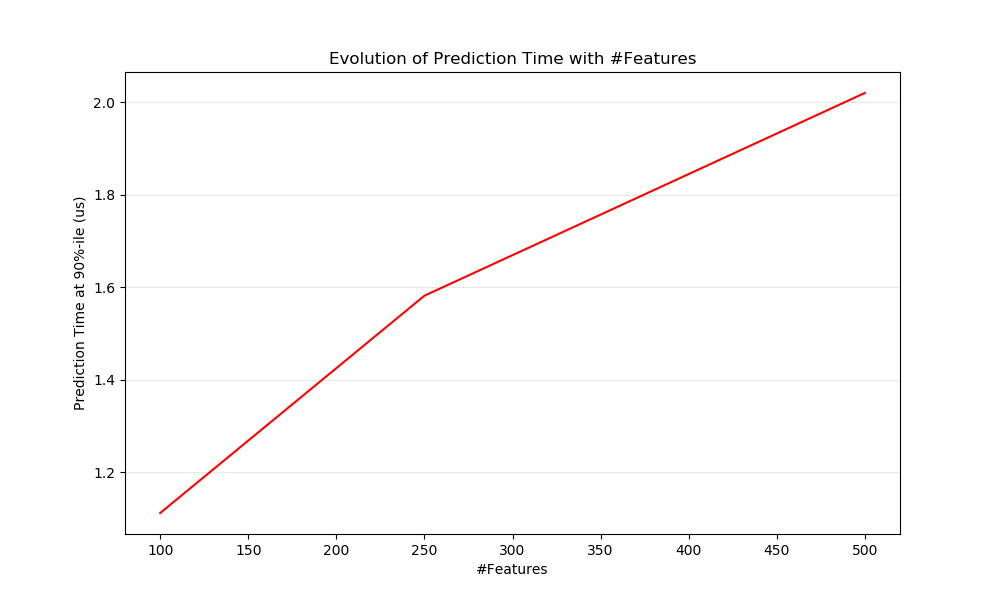 Evolution of Prediction Time with #Features
Prediction Time at 90%-ile (us)
2.0
1.8
1.6
1.4
1.2
100 150 200 250 300 350 400 450 500
#Features